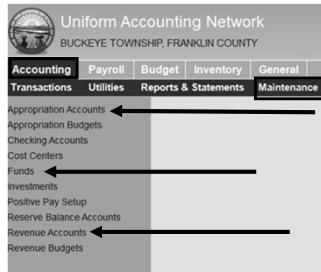 Uniform Accounting Network
BUCKEYE TOWNSHIP, FRANKLIN COUNTY
Accounting Payroll Budget Inventory General
Transactions Utilities Reports & Statements Maintenance
Appropriation Accounts
Appropriation Budgets
Checking Accounts
Cost Centers
Funds
Investments
Positive Pay Setup
Reserve Balance Accounts
Revenue Accounts
Revenue Budgets